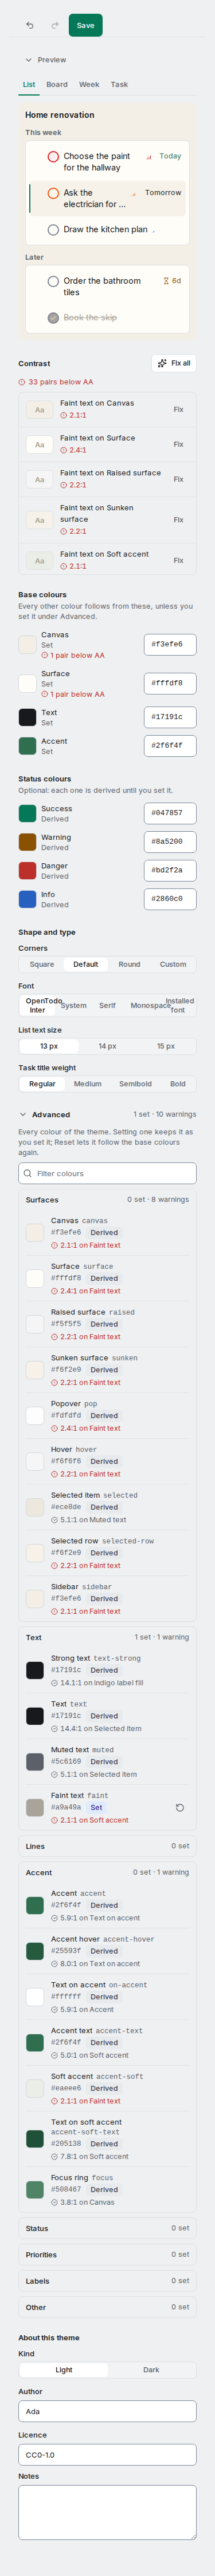 Save
Preview
List Board Week Task
Home renovation
This week
Choose the paint for the hallway Today
Ask the electrician for ... Tomorrow
Draw the kitchen plan
Later
Order the bathroom tiles 6d
Book the skip
Contrast Fix all
33 pairs below AA
Aa Faint text on Canvas Fix
2.1:1
Aa Faint text on Surface Fix
2.4:1
Aa Faint text on Raised surface Fix
2.2:1
Aa Faint text on Sunken surface Fix
2.2:1
Aa Faint text on Soft accent Fix
2.1:1
Base colours
Every other colour follows from these, unless you set it under Advanced.
Canvas #f3efe6
Set
1 pair below AA
Surface #fffdf8
Set
1 pair below AA
Text #17191c
Set
Accent #2f6f4f
Set
Status colours
Optional: each one is derived until you set it.
Success #047857
Derived
Warning #8a5200
Derived
Danger #bd2f2a
Derived
Info #2860c0
Derived
Shape and type
Corners
Square Default Round Custom
Font
OpenTodo Inter System Serif Monospace Installed font
List text size
13 px 14 px 15 px
Task title weight
Regular Medium Semibold Bold
Advanced 1 set · 10 warnings
Every colour of the theme. Setting one keeps it as you set it; Reset lets it follow the base colours again.
Filter colours
Surfaces 0 set · 8 warnings
Canvas canvas
#f3efe6 Derived
2.1:1 on Faint text
Surface surface
#fffdf8 Derived
2.4:1 on Faint text
Raised surface raised
#f5f5f5 Derived
2.2:1 on Faint text
Sunken surface sunken
#f6f2e9 Derived
2.2:1 on Faint text
Popover pop
#fdfdfd Derived
2.4:1 on Faint text
Hover hover
#f6f6f6 Derived
2.2:1 on Faint text
Selected item selected
#ece8de Derived
5.1:1 on Muted text
Selected row selected-row
#f6f2e9 Derived
2.2:1 on Faint text
Sidebar sidebar
#f3efe6 Derived
2.1:1 on Faint text
Text 1 set · 1 warning
Strong text text-strong
#17191c Derived
14.1:1 on Indigo label fill
Text text
#17191c Derived
14.4:1 on Selected item
Muted text muted
#5c6169 Derived
5.1:1 on Selected item
Faint text faint
#a9a49a Set
2.1:1 on Soft accent
Lines 0 set
Accent 0 set · 1 warning
Accent accent
#2f6f4f Derived
5.9:1 on Text on accent
Accent hover accent-hover
#25593f Derived
8.0:1 on Text on accent
Text on accent on-accent
#ffffff Derived
5.9:1 on Accent
Accent text accent-text
#2f6f4f Derived
5.0:1 on Soft accent
Soft accent accent-soft
#eaeee6 Derived
2.1:1 on Faint text
Text on soft accent
accent-soft-text
#205138 Derived
7.8:1 on Soft accent
Focus ring focus
#508467 Derived
3.8:1 on Canvas
Status 0 set
Priorities 0 set
Labels 0 set
Other 0 set
About this theme
Kind
Light Dark
Author
Ada
Licence
CC0-1.0
Notes